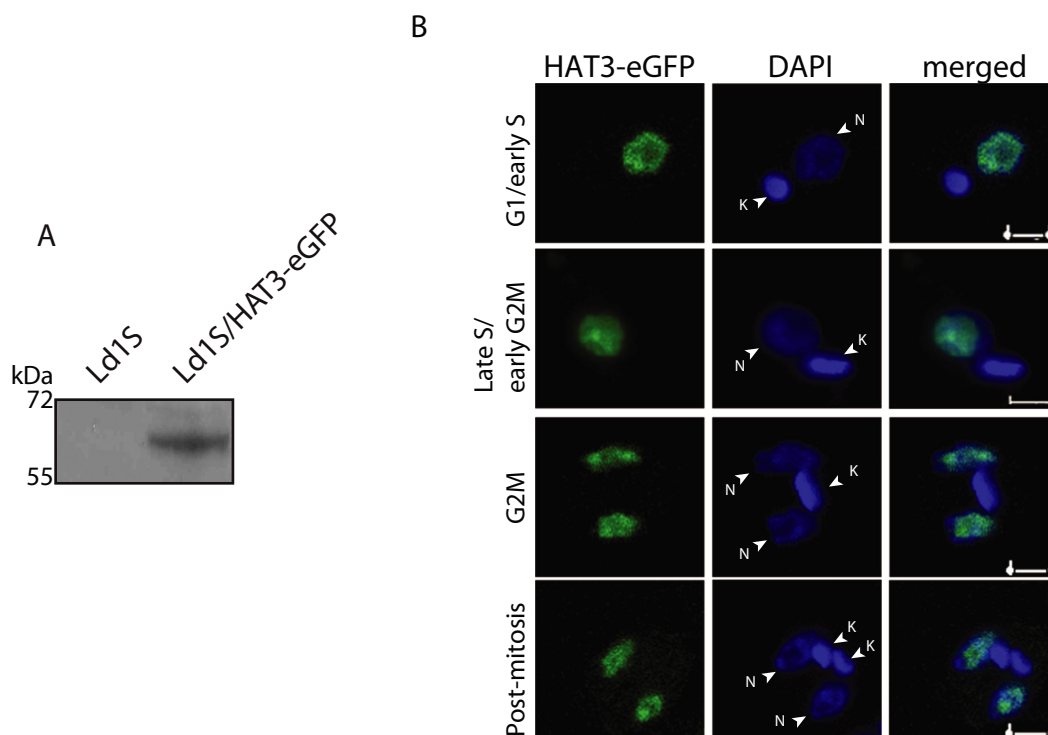 A
Ld1S
Ld1S/HAT3-eGFP
kDa
72
55
B
HAT3-eGFP
DAPI
merged
G1/early S
N
K
Late S/
early G2M
N
K
G2M
N
K
N
Post-mitosis
K
K
N
N